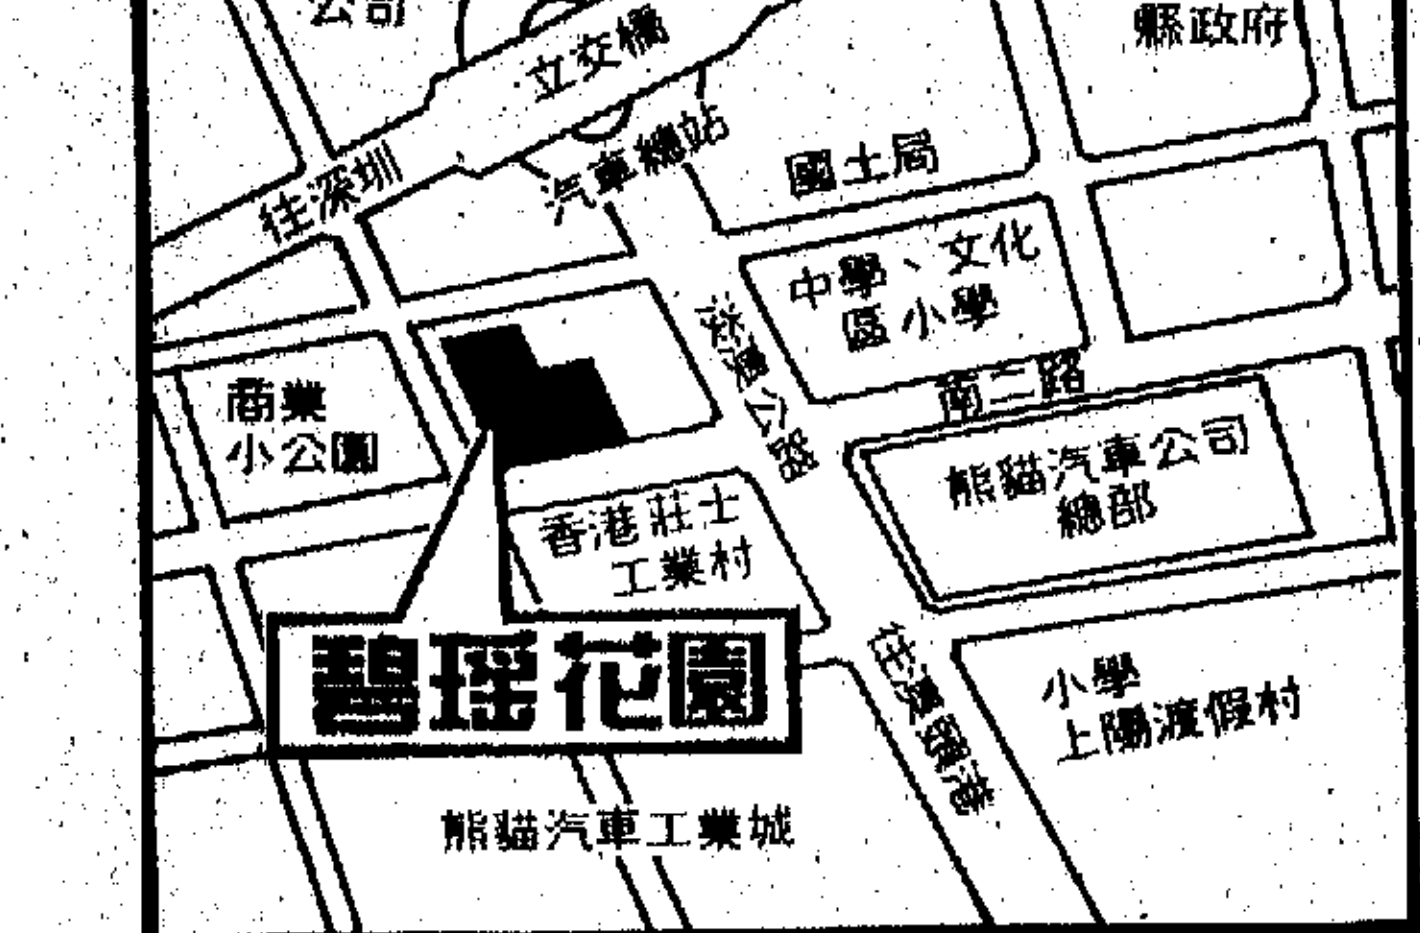 公司
縣政府
立交橋
汽車總站
國土局
往深圳
中學、文化
區小學
淡澳公路
南二路
商業
小公園
熊貓汽車公司
總部
香港莊士
工業村
碧瑶花園
往澳頭港
小學
上陽渡假村
熊貓汽車工業城